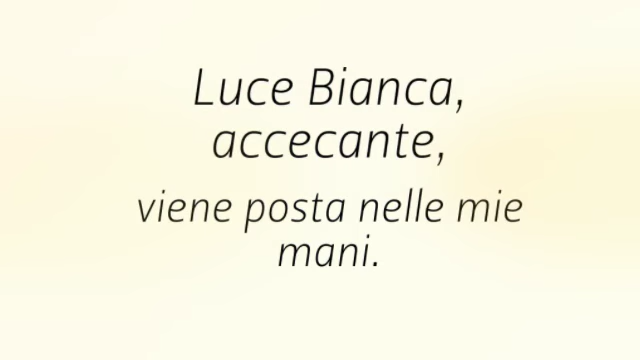 Luce Bianca,
accecante,
viene posta nelle mie
mani.